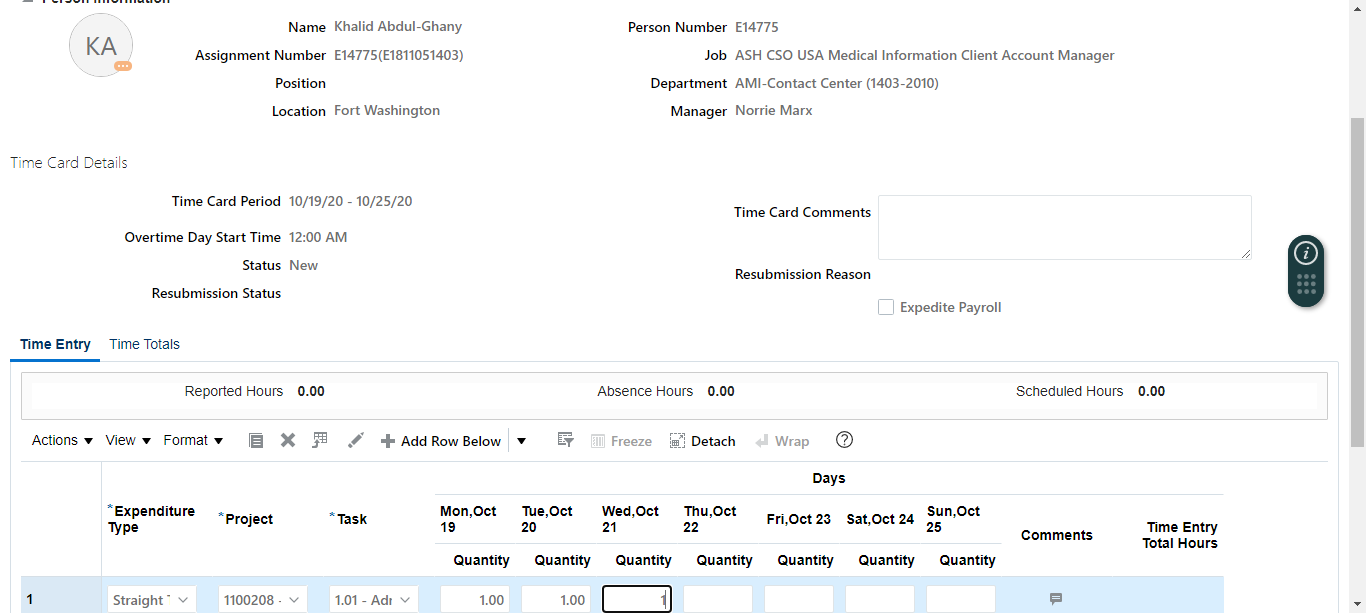 Person Information
KA
Name Khalid Abdul-Ghany
Person Number E14775
Assignment Number E14775(E1811051403)
Job ASH CSO USA Medical Information Client Account Manager
Position
Department AMI-Contact Center (1403-2010)
Location Fort Washington
Manager Norrie Marx
Time Card Details
Time Card Period 10/19/20 - 10/25/20
Time Card Comments
Overtime Day Start Time 12:00 AM
Status New
Resubmission Reason
Resubmission Status
Expedite Payroll
Time Entry Time Totals
Reported Hours 0.00 Absence Hours 0.00 Scheduled Hours 0.00
Actions View Format Add Row Below Freeze Detach Wrap
Days
*Expenditure Type *Project *Task
Mon,Oct 19 Tue,Oct 20 Wed,Oct 21 Thu,Oct 22 Fri,Oct 23 Sat,Oct 24 Sun,Oct 25
Comments Time Entry Total Hours
Quantity Quantity Quantity Quantity Quantity Quantity Quantity
1 Straight 1100208 - 1.01 - Adr 1.00 1.00 1